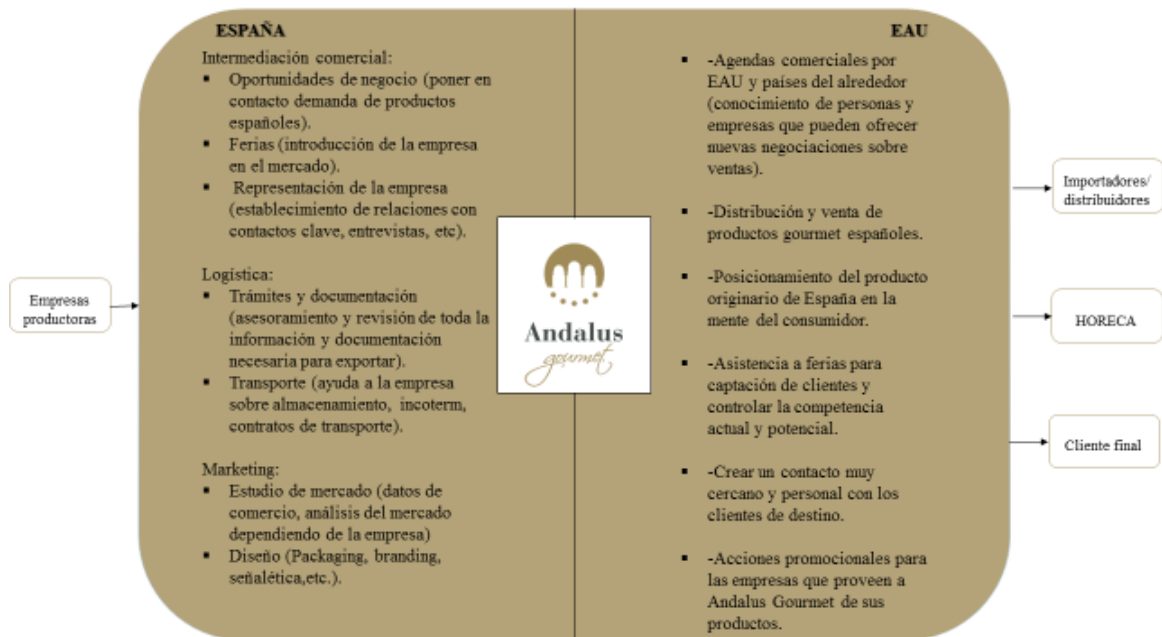 ESPAÑA
Intermediación comercial:
▪ Oportunidades de negocio (poner en
contacto demanda de productos
españoles).
▪ Ferias (introducción de la empresa
en el mercado).
▪ Representación de la empresa
(establecimiento de relaciones con
contactos clave, entrevistas, etc).
Logística:
▪ Trámites y documentación
(asesoramiento y revisión de toda la
información y documentación
necesaria para exportar).
▪ Transporte (ayuda a la empresa
sobre almacenamiento, incoterm,
contratos de transporte).
Marketing:
▪ Estudio de mercado (datos de
comercio, análisis del mercado
dependiendo de la empresa)
▪ Diseño (Packaging, branding,
señalética,etc.).
Empresas
productoras
Andalus
gourmet
EAU
▪ -Agendas comerciales por
EAU y países del alrededor
(conocimiento de personas y
empresas que pueden ofrecer
nuevas negociaciones sobre
ventas).
▪ -Distribución y venta de
productos gourmet españoles.
▪ -Posicionamiento del producto
originario de España en la
mente del consumidor.
▪ -Asistencia a ferias para
captación de clientes y
controlar la competencia
actual y potencial.
▪ -Crear un contacto muy
cercano y personal con los
clientes de destino.
▪ -Acciones promocionales para
las empresas que proveen a
Andalus Gourmet de sus
productos.
Importadores/
distribuidores
HORECA
Cliente final